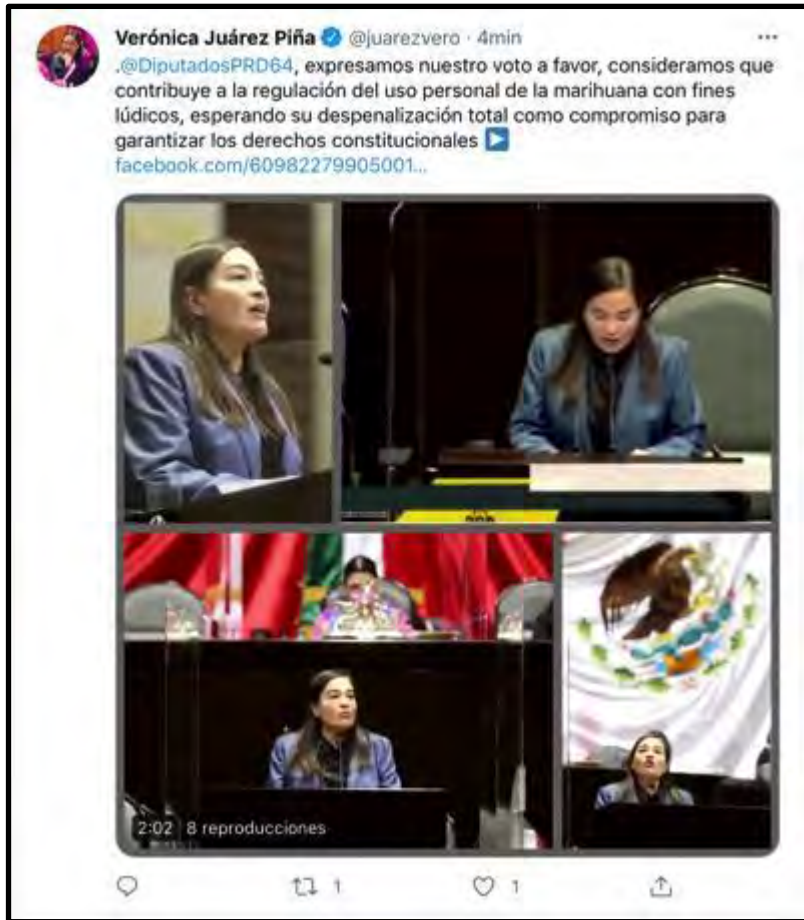 Verónica Juárez Piña @juarezvero · 4min
.@DiputadosPRD64, expresamos nuestro voto a favor, consideramos que
contribuye a la regulación del uso personal de la marihuana con fines
lúdicos, esperando su despenalización total como compromiso para
garantizar los derechos constitucionales
facebook.com/60982279905001...
2:02 8 reproducciones
1 1